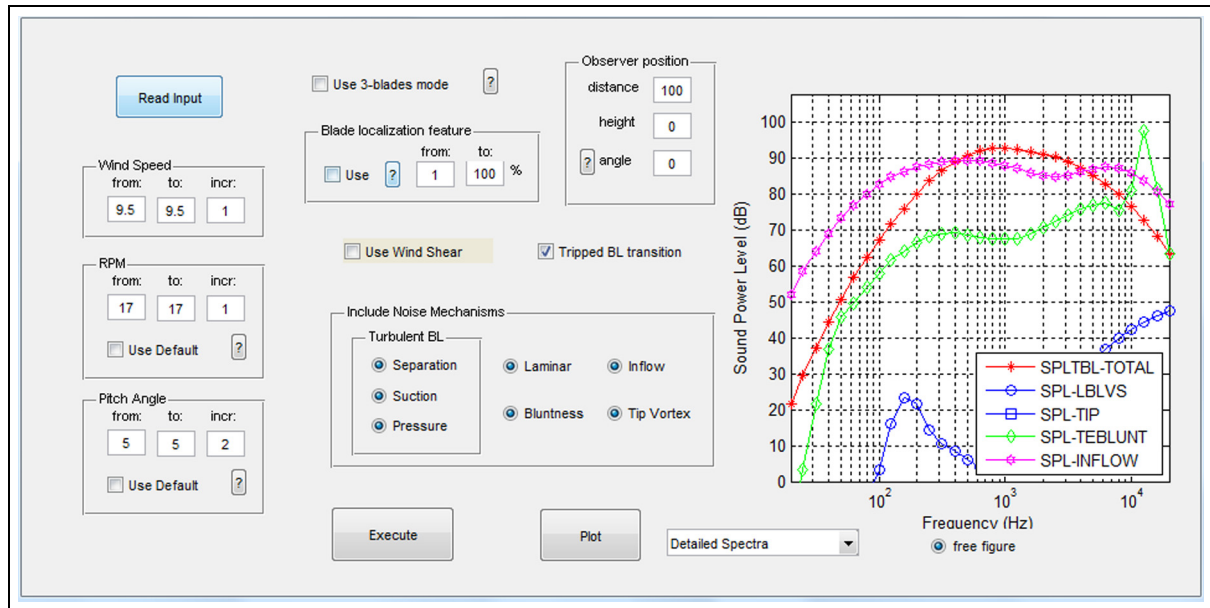 Read Input
Wind Speed
from: to: incr:
9.5 9.5 1
RPM
from: to: incr:
17 17 1
Use Default ?
Pitch Angle
from: to: incr:
5 5 2
Use Default ?
Use 3-blades mode ?
Blade localization feature
from: to:
Use ? 1 100 %
Observer position
distance 100
height 0
? angle 0
Use Wind Shear Tripped BL transition
Include Noise Mechanisms
Turbulent BL
Separation Laminar Inflow
Suction
Bluntness Tip Vortex
Pressure
Execute Plot Detailed Spectra
Sound Power Level (dB)
100
90
80
70
60
50
40
30
20
10
0
SPLTBL-TOTAL
SPL-LBLVS
SPL-TIP
SPL-TEBLUNT
SPL-INFLOW
10² 10³ 10⁴
Frequency (Hz)
free figure